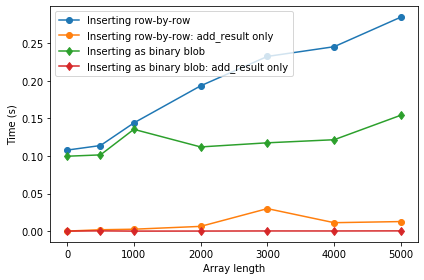 Inserting row-by-row
Inserting row-by-row: add_result only
Inserting as binary blob
Inserting as binary blob: add_result only
0.25
0.20
0.15
0.10
0.05
0.00
Time (s)
0 1000 2000 3000 4000 5000
Array length